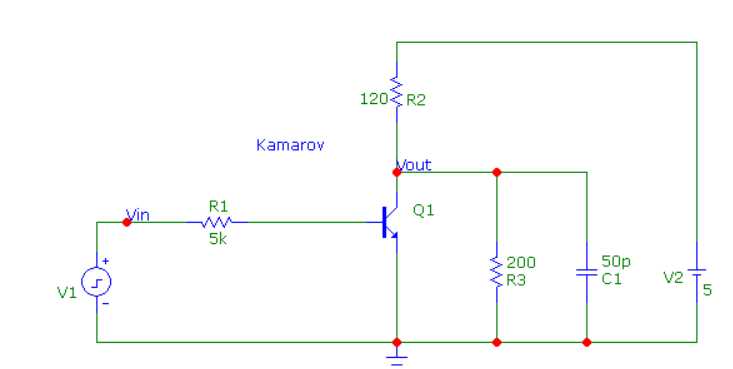 120 R2
Kamarov
Vout
R1
Vin
Q1
5k
200
R3
50p
C1
V2
5
V1
+
-